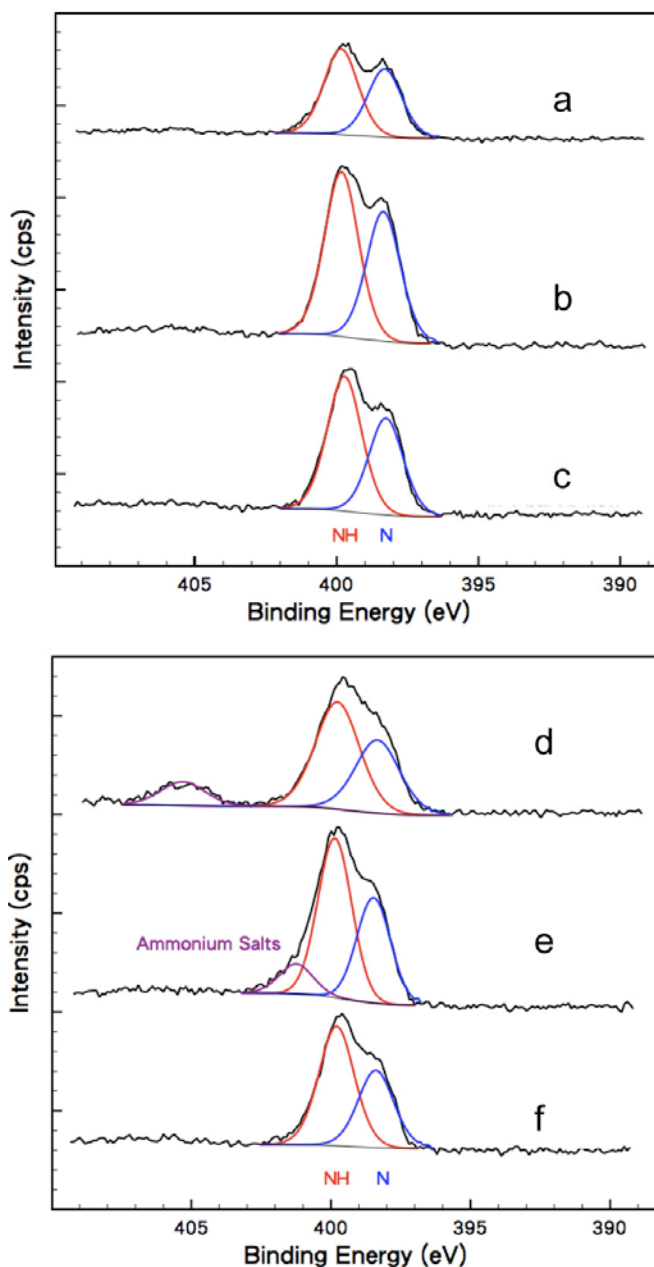 a
b
c
Intensity (cps)
NH N
405 400 395 390
Binding Energy (eV)
d
e
Ammonium Salts
f
Intensity (cps)
NH N
405 400 395 390
Binding Energy (eV)